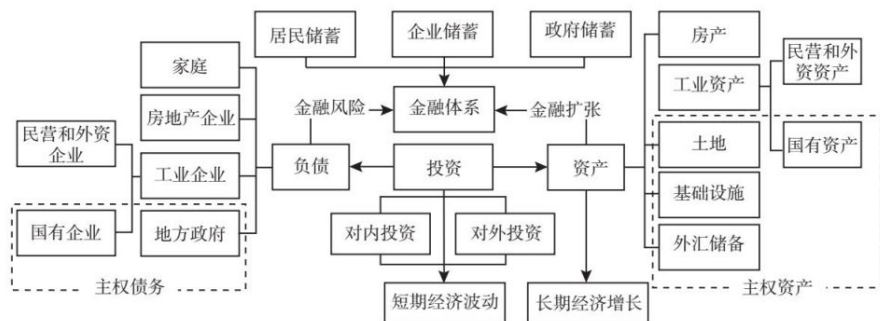 居民储蓄
企业储蓄
政府储蓄
房产
民营和外
资资产
家庭
工业资产
金融风险
金融体系
金融扩张
房地产企业
民营和外资
企业
土地
国有资产
工业企业
负债
投资
资产
基础设施
国有企业
地方政府
对内投资
对外投资
外汇储备
主权债务
短期经济波动
长期经济增长
主权资产